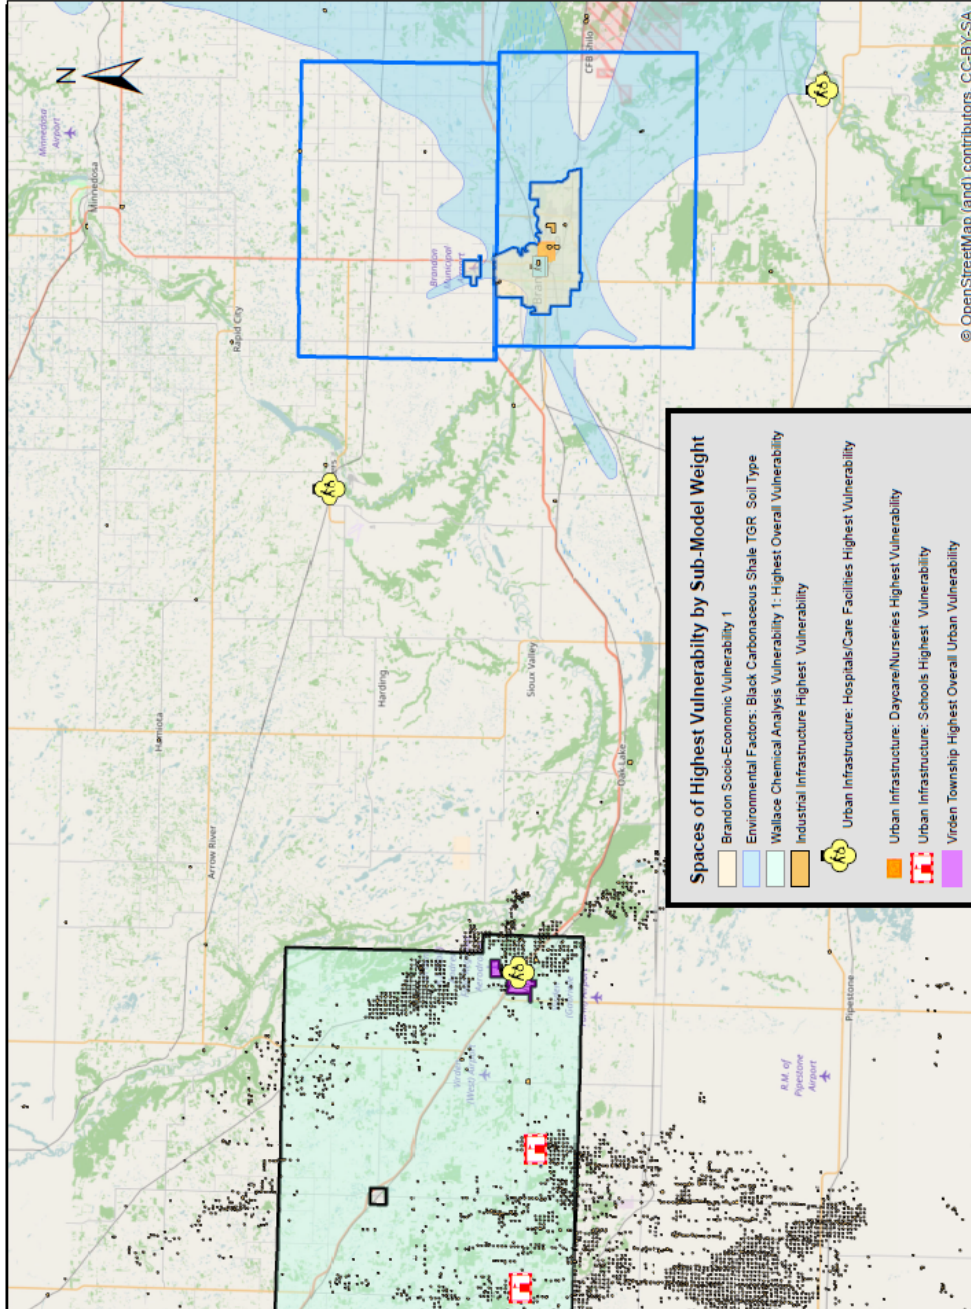 N
Minnedosa
Airport
Minnedosa
Rapid City
Brandon
Municipal
CFB Shilo
Hamiota
Harding
Sioux Valley
Oak Lake
Arrow River
Virden
(West) Airport
R.M. of
Pipestone
Airport
Pipestone
Spaces of Highest Vulnerabilty by Sub-Model Weight
Brandon Socio-Economic Vulnerability 1
Environmental Factors: Black Carbonaceous Shale TGR Soil Type
Wallace Chemical Analysis Vulnerability 1: Highest Overall Vulnerability
Industrial Infrastructure Highest Vulnerability
Urban Infrastructure: Hospitals/Care Facilities Highest Vulnerability
Urban Infrastructure: Daycare/Nurseries Highest Vulnerability
Urban Infrastructure: Schools Highest Vulnerability
Virden Township Highest Overall Urban Vulnerability
© OpenStreetMap (and) contributors, CC-BY-SA